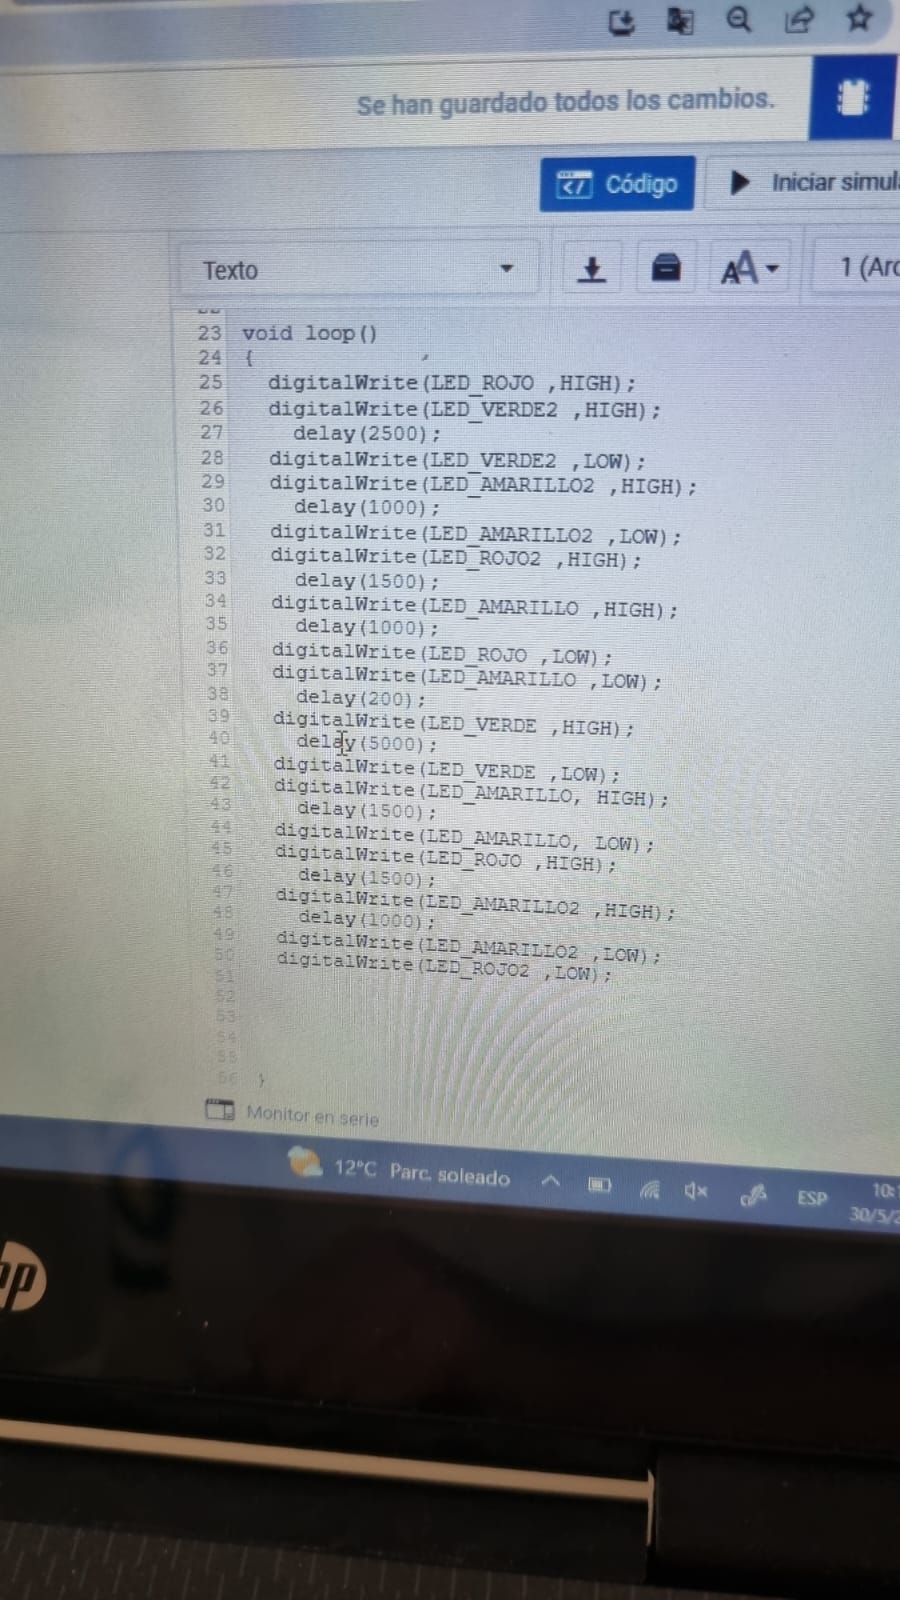 Se han guardado todos los cambios.
Código
Iniciar simul
Texto
AA
1 (Ard
23 void loop()
24 {
25 digitalWrite(LED_ROJO ,HIGH);
26 digitalWrite(LED_VERDE2 ,HIGH);
27 delay(2500);
28 digitalWrite(LED_VERDE2 ,LOW);
29 digitalWrite(LED_AMARILLO2 ,HIGH);
30 delay(1000);
31 digitalWrite(LED_AMARILLO2 ,LOW);
32 digitalWrite(LED_ROJO2 ,HIGH);
33 delay(1500);
34 digitalWrite(LED_AMARILLO ,HIGH);
35 delay(1000);
36 digitalWrite(LED_ROJO ,LOW);
37 digitalWrite(LED_AMARILLO ,LOW);
38 delay(200);
39 digitalWrite(LED_VERDE ,HIGH);
40 delay(5000);
41 digitalWrite(LED_VERDE ,LOW);
42 digitalWrite(LED_AMARILLO, HIGH);
43 delay(1500);
44 digitalWrite(LED_AMARILLO, LOW);
45 digitalWrite(LED_ROJO ,HIGH);
46 delay(1500);
47 digitalWrite(LED_AMARILLO2 ,HIGH);
48 delay(1000);
49 digitalWrite(LED_AMARILLO2 ,LOW);
50 digitalWrite(LED_ROJO2 ,LOW);
51
52
53
54
55
56 }
Monitor en serie
12°C Parc. soleado
ESP
10:
30/5/2
hp